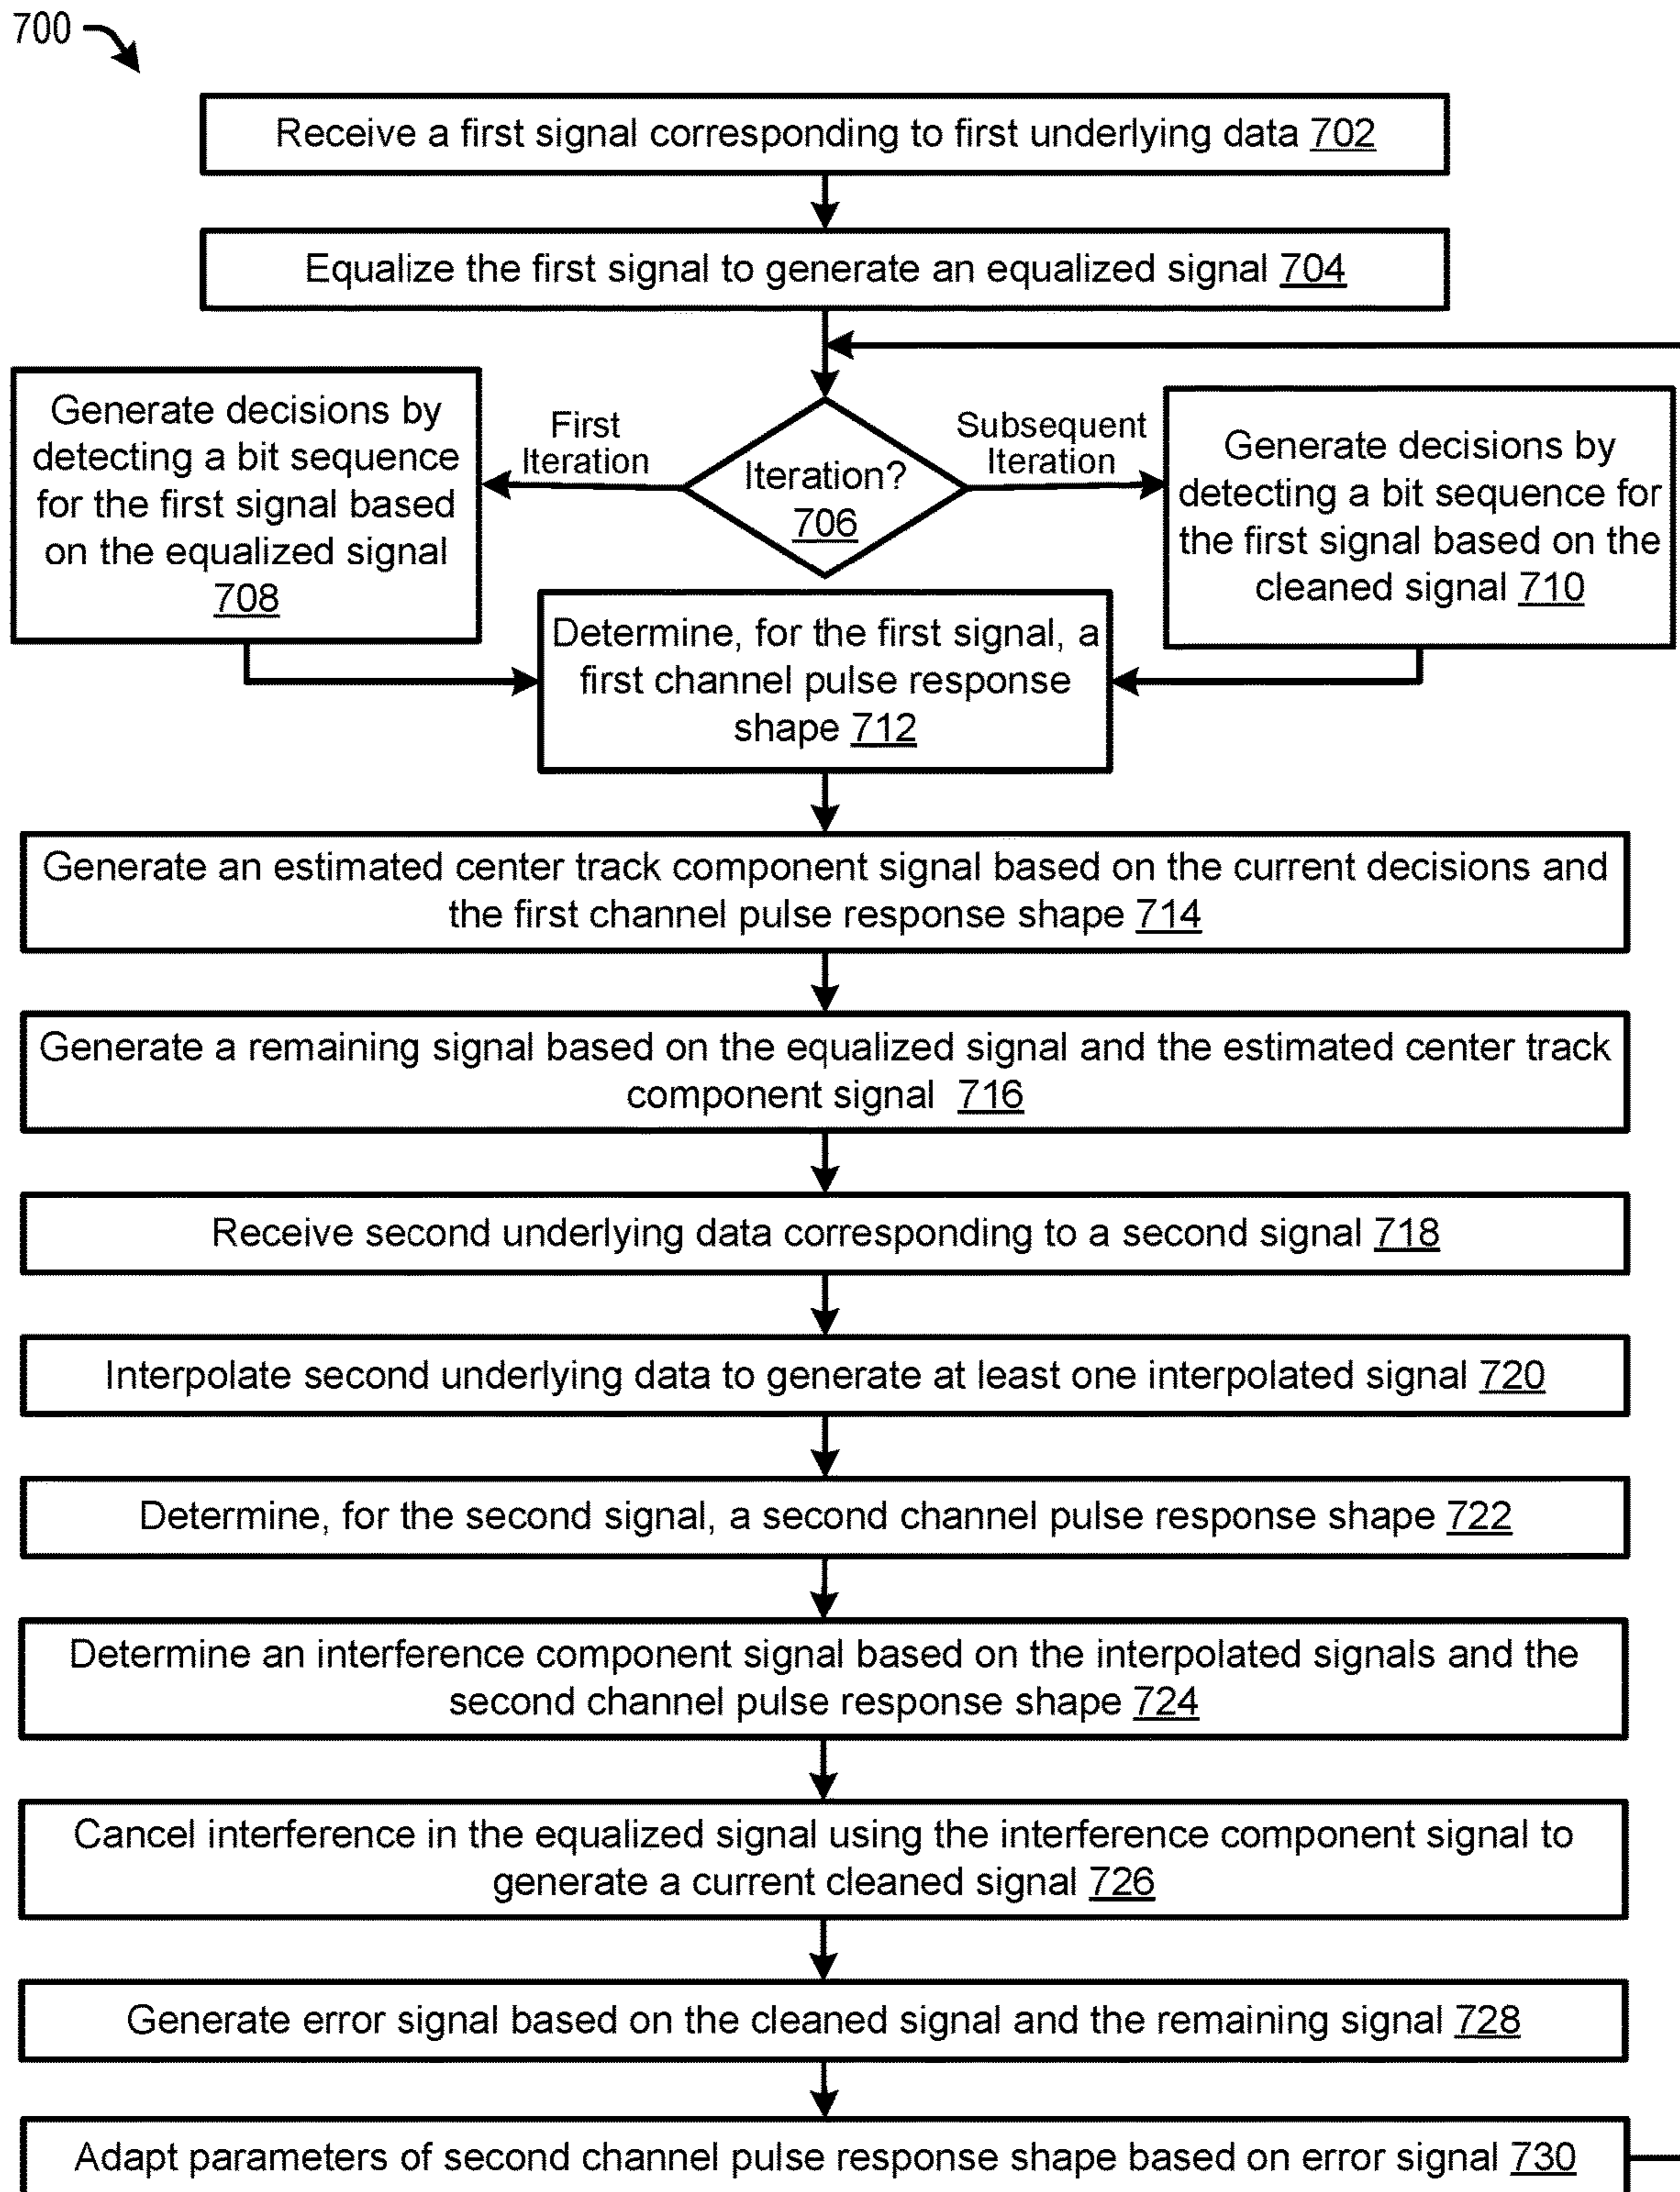 700
Receive a first signal corresponding to first underlying data 702
Equalize the first signal to generate an equalized signal 704
Generate decisions by
detecting a bit sequence
for the first signal based
on the equalized signal
708
First
Iteration
Iteration?
706
Subsequent
Iteration
Generate decisions by
detecting a bit sequence for
the first signal based on the
cleaned signal 710
Determine, for the first signal, a
first channel pulse response
shape 712
Generate an estimated center track component signal based on the current decisions and
the first channel pulse response shape 714
Generate a remaining signal based on the equalized signal and the estimated center track
component signal 716
Receive second underlying data corresponding to a second signal 718
Interpolate second underlying data to generate at least one interpolated signal 720
Determine, for the second signal, a second channel pulse response shape 722
Determine an interference component signal based on the interpolated signals and the
second channel pulse response shape 724
Cancel interference in the equalized signal using the interference component signal to
generate a current cleaned signal 726
Generate error signal based on the cleaned signal and the remaining signal 728
Adapt parameters of second channel pulse response shape based on error signal 730